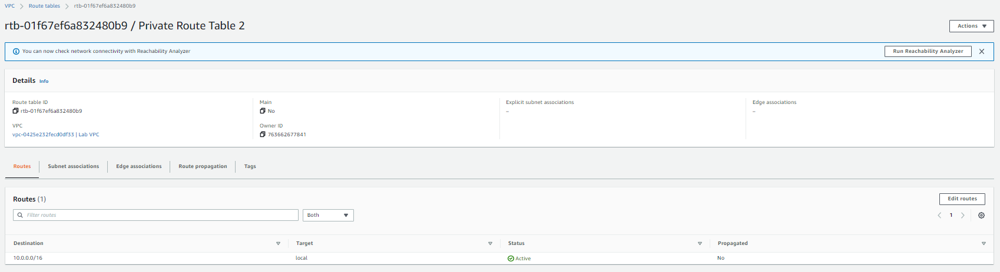 VPC > Route tables > rtb-01f67ef6a832480b9
rtb-01f67ef6a832480b9 / Private Route Table 2
Actions
You can now check network connectivity with Reachability Analyzer
Run Reachability Analyzer
Details Info
Route table ID
rtb-01f67ef6a832480b9
Main
No
Explicit subnet associations
–
Edge associations
–
VPC
vpc-0425e232fecd0df33 | Lab VPC
Owner ID
763662677841
Routes
Subnet associations
Edge associations
Route propagation
Tags
Routes (1)
Edit routes
Filter routes
Both
1
Destination Target Status Propagated
10.0.0.0/16 local Active No